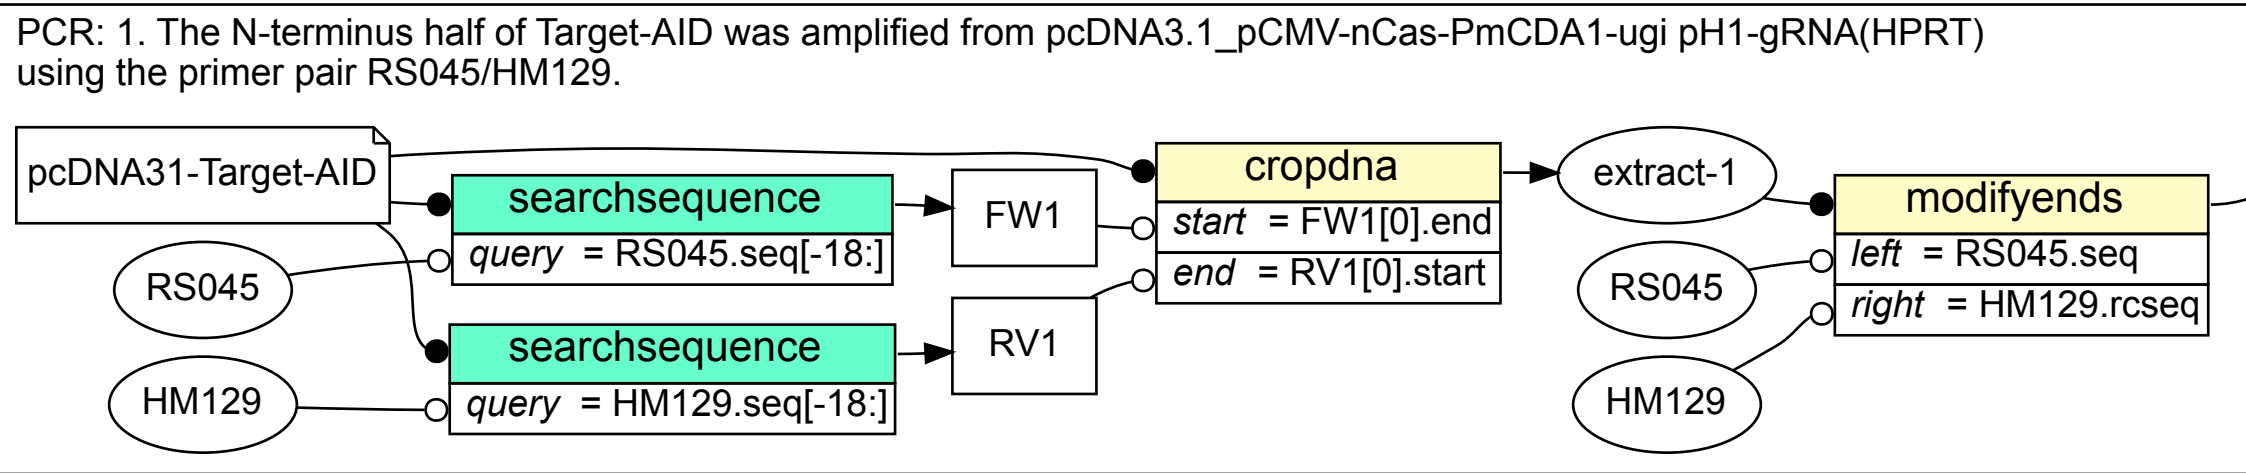 PCR: 1. The N-terminus half of Target-AID was amplified from pcDNA3.1_pCMV-nCas-PmCDA1-ugi pH1-gRNA(HPRT)
using the primer pair RS045/HM129.
pcDNA31-Target-AID
RS045
HM129
searchsequence
query = RS045.seq[-18:]
searchsequence
query = HM129.seq[-18:]
FW1
RV1
cropdna
start = FW1[0].end
end = RV1[0].start
extract-1
RS045
HM129
modifyends
left = RS045.seq
right = HM129.rcseq